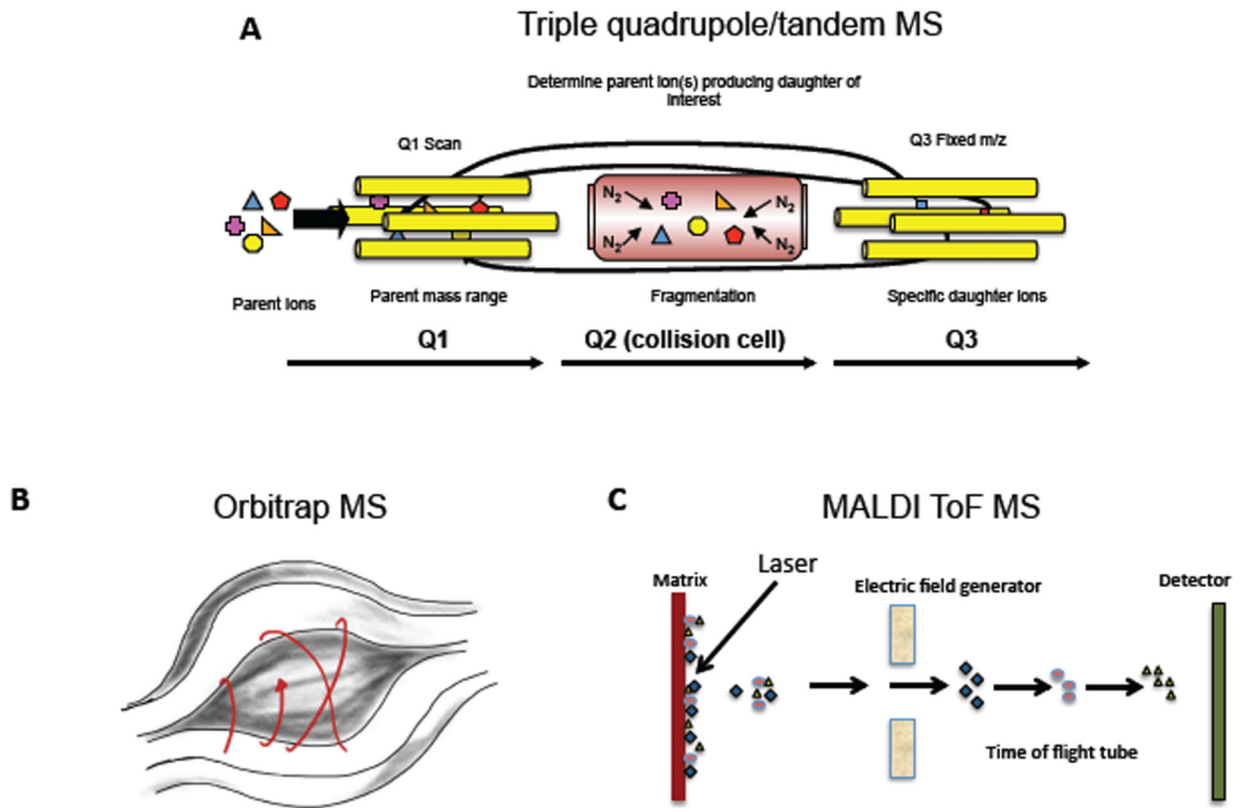 A
Triple quadrupole/tandem MS
Determine parent ion(s) producing daughter of
interest
Q1 Scan
Q3 Fixed m/z
N2
N2
N2
N2
Parent ions
Parent mass range
Fragmentation
Specific daughter ions
Q1
Q2 (collision cell)
Q3
B
Orbitrap MS
C
MALDI ToF MS
Laser
Matrix
Electric field generator
Detector
Time of flight tube